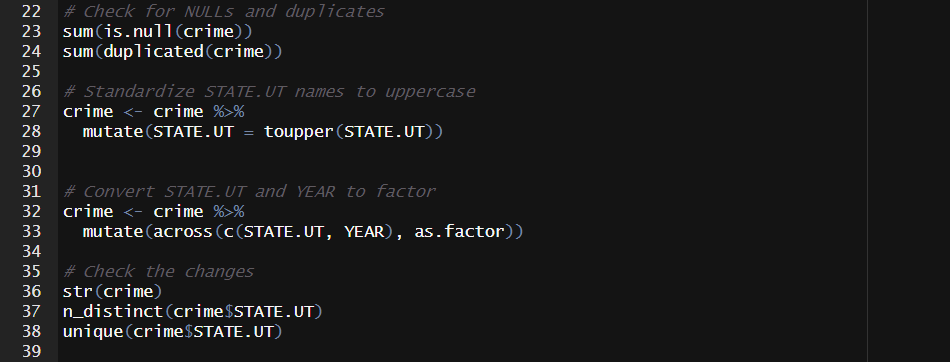 22 # Check for NULLs and duplicates
23 sum(is.null(crime))
24 sum(duplicated(crime))
25
26 # Standardize STATE.UT names to uppercase
27 crime <- crime %>%
28   mutate(STATE.UT = toupper(STATE.UT))
29
30
31 # Convert STATE.UT and YEAR to factor
32 crime <- crime %>%
33   mutate(across(c(STATE.UT, YEAR), as.factor))
34
35 # Check the changes
36 str(crime)
37 n_distinct(crime$STATE.UT)
38 unique(crime$STATE.UT)
39